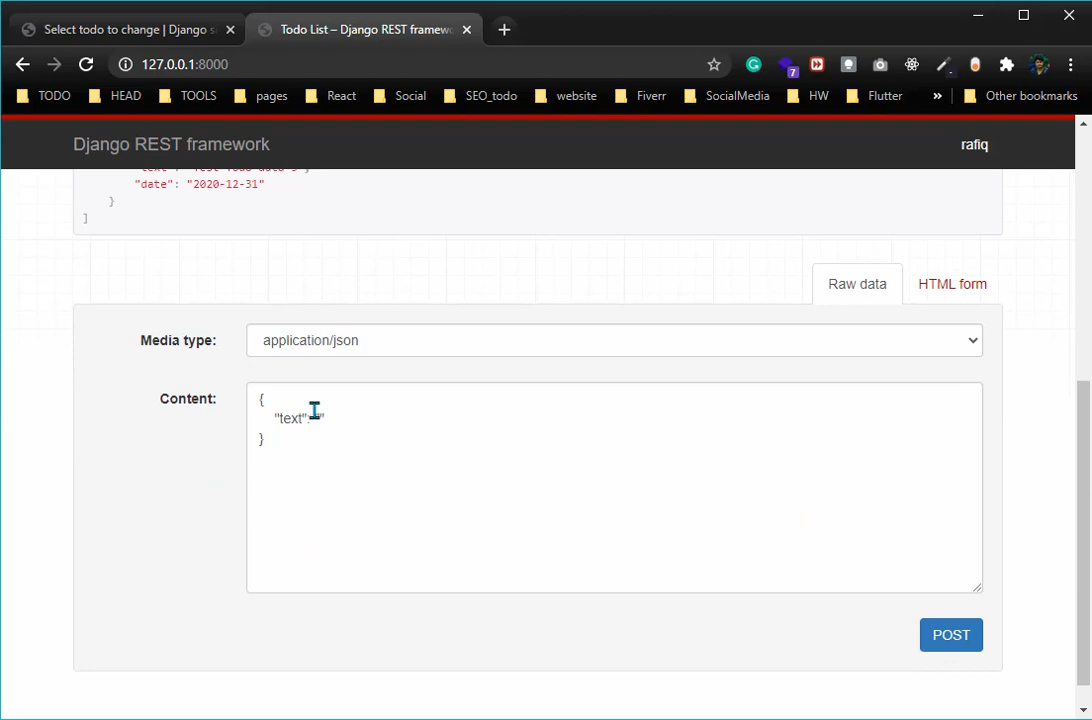 Select todo to change | Django s
Todo List – Django REST framewo
127.0.0.1:8000
7
TODO HEAD TOOLS pages React Social SEO_todo website Fiverr SocialMedia HW Flutter » Other bookmarks
Django REST framework
rafiq
"date": "2020-12-31"
}
]
Raw data
HTML form
Media type:
application/json
Content:
{
"text":
}
POST